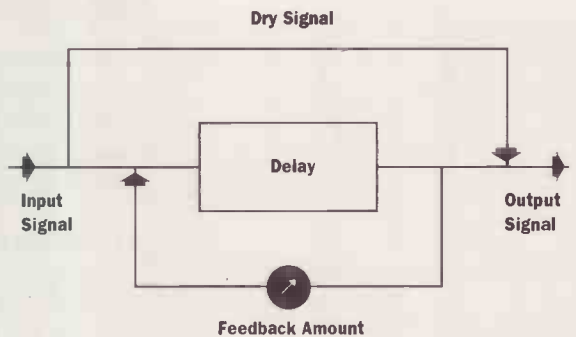 Dry Signal
Delay
Input
Signal
Output
Signal
Feedback Amount